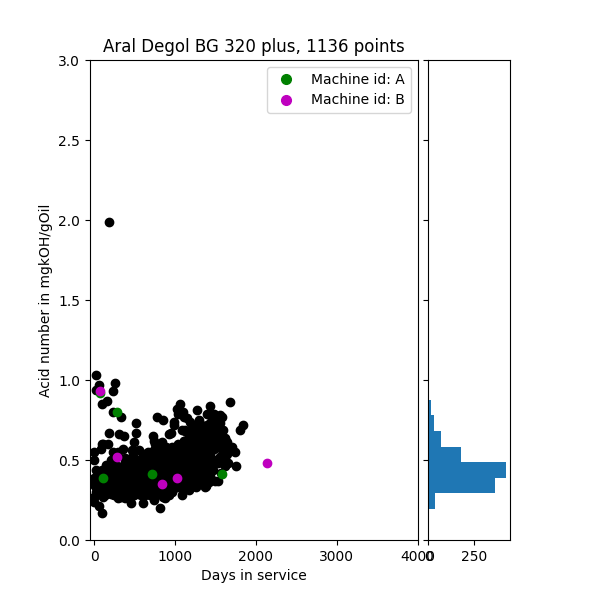 Aral Degol BG 320 plus, 1136 points
Machine id: A
Machine id: B
Acid number in mgkOH/gOil
3.0
2.5
2.0
1.5
1.0
0.5
0.0
0 1000 2000 3000 4000
0 250
Days in service